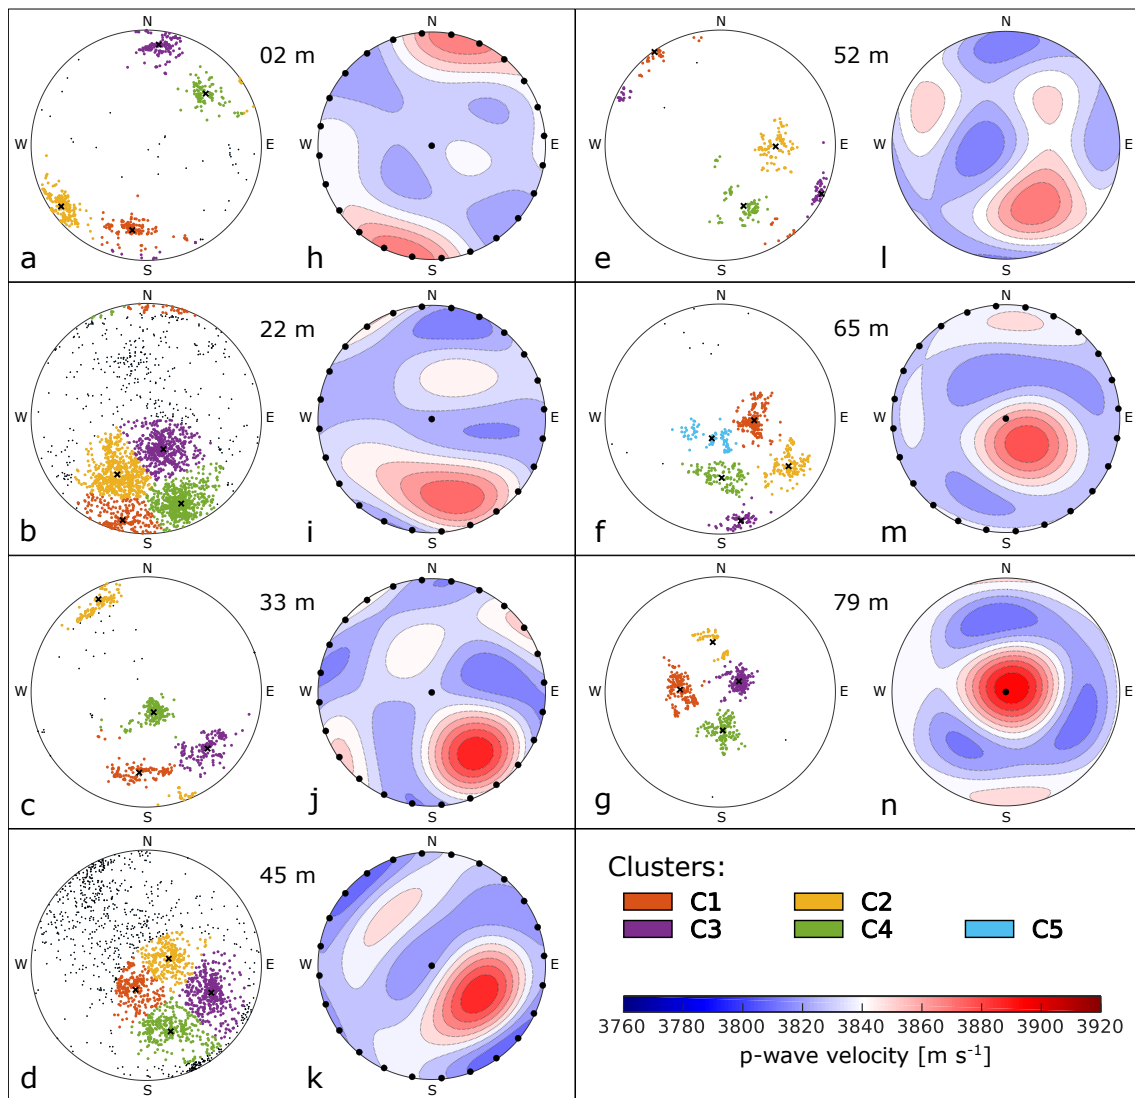 N
02 m
W E W E
S S
a h
N N
52 m
W E W E
S S
e l
N N
22 m
W E W E
S S
b i
N N
65 m
W E W E
S S
f m
N N
33 m
W E W E
S S
c j
N N
79 m
W E W E
S S
g n
N N
45 m
W E W E
S S
d k
Clusters:
C1 C2
C3 C4 C5
3760 3780 3800 3820 3840 3860 3880 3900 3920
p-wave velocity [m s⁻¹]